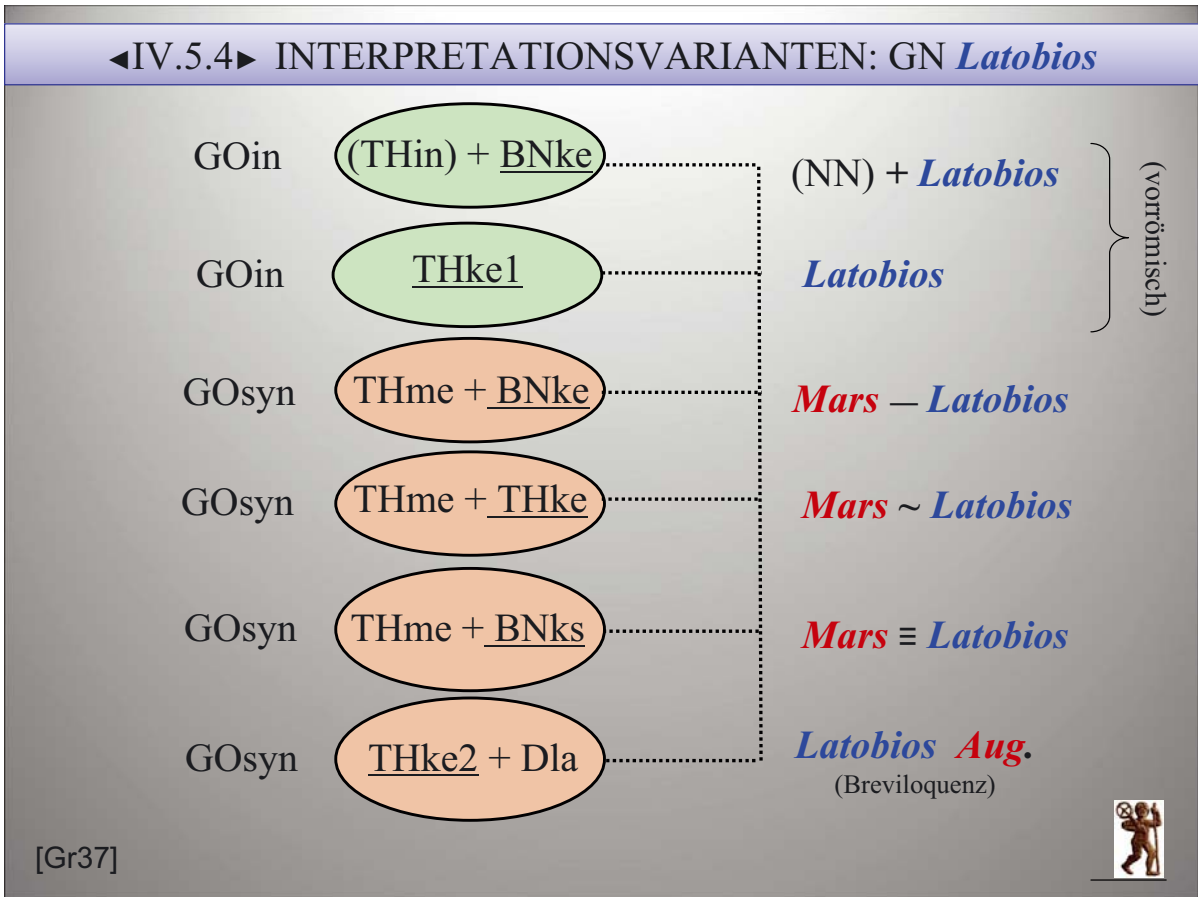 ◄IV.5.4► INTERPRETATIONSVARIANTEN: GN Latobios
GOin (THin) + BNke (NN) + Latobios
GOin THke1 Latobios
(vorrömisch)
GOsyn THme + BNke Mars — Latobios
GOsyn THme + THke Mars ~ Latobios
GOsyn THme + BNks Mars ≡ Latobios
GOsyn THke2 + Dla Latobios Aug.
(Breviloquenz)
[Gr37]